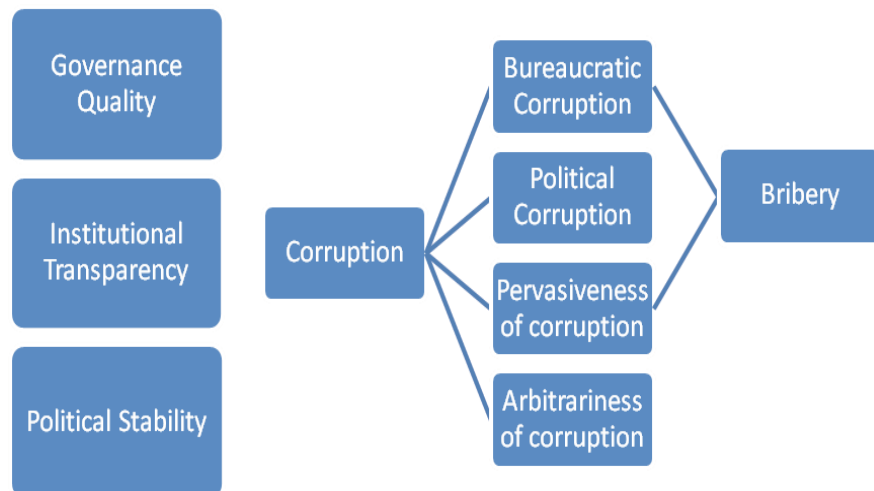 Governance
Quality
Institutional
Transparency
Political Stability
Corruption
Bureaucratic
Corruption
Political
Corruption
Pervasiveness
of corruption
Arbitrariness
of corruption
Bribery